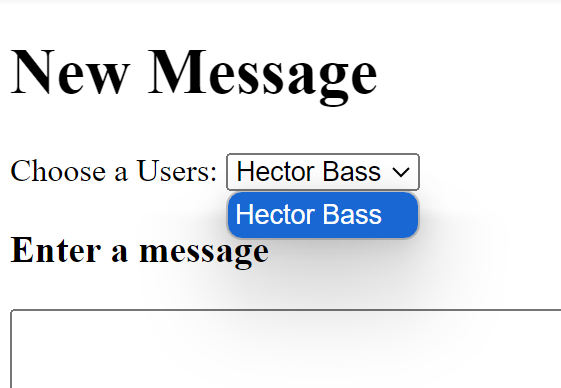 New Message
Choose a Users: Hector Bass
Hector Bass
Enter a message